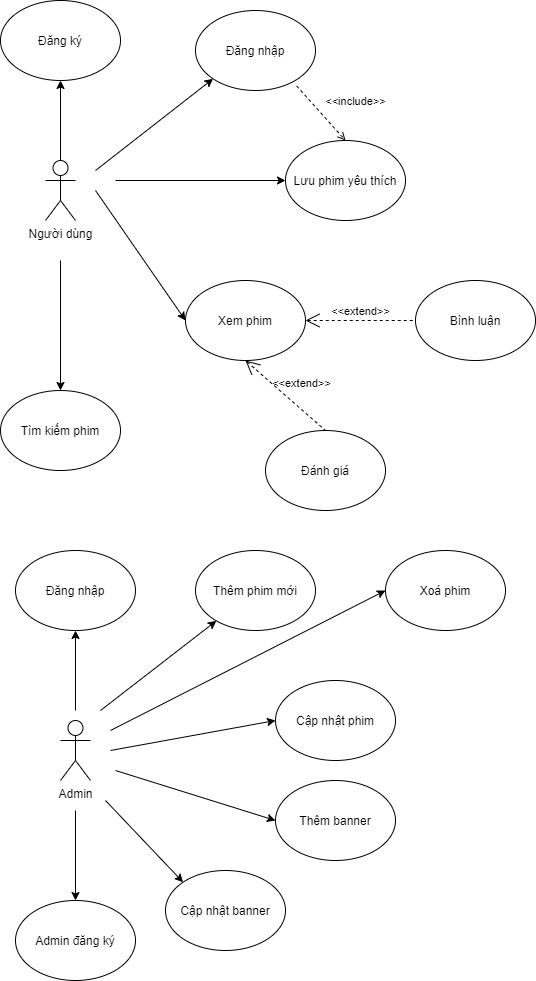 Đăng ký
Đăng nhập
<<include>>
Lưu phim yêu thích
Người dùng
Xem phim
<<extend>>
Bình luận
<<extend>>
Tìm kiếm phim
Đánh giá
Đăng nhập
Thêm phim mới
Xoá phim
Cập nhật phim
Admin
Thêm banner
Cập nhật banner
Admin đăng ký